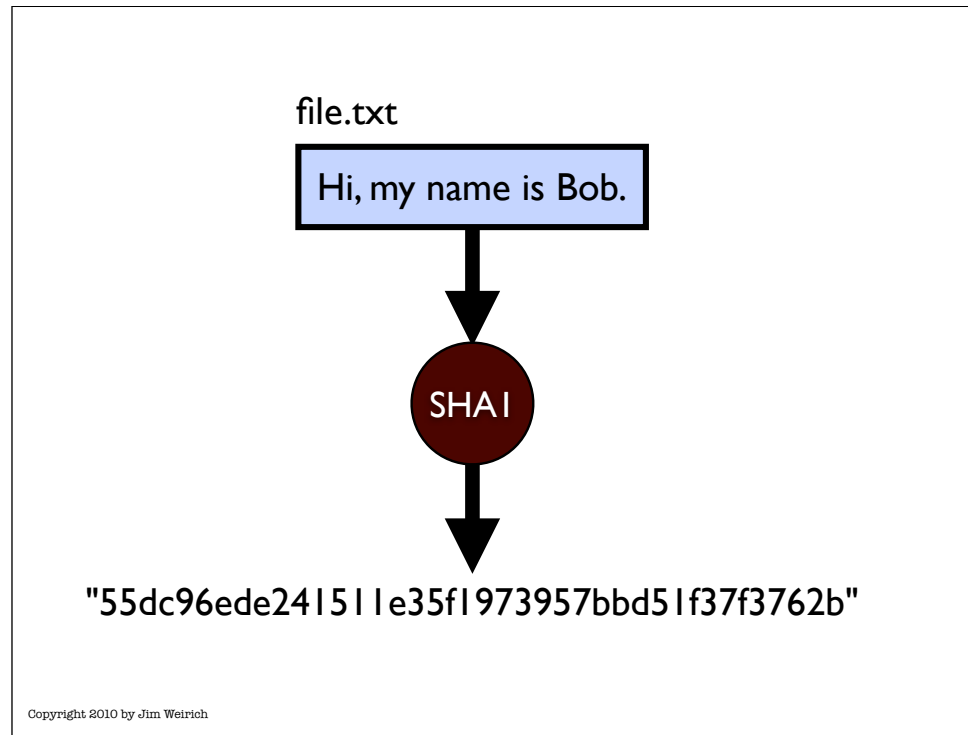 file.txt
Hi, my name is Bob.
SHA1
"55dc96ede241511e35f1973957bbd51f37f3762b"
Copyright 2010 by Jim Weirich